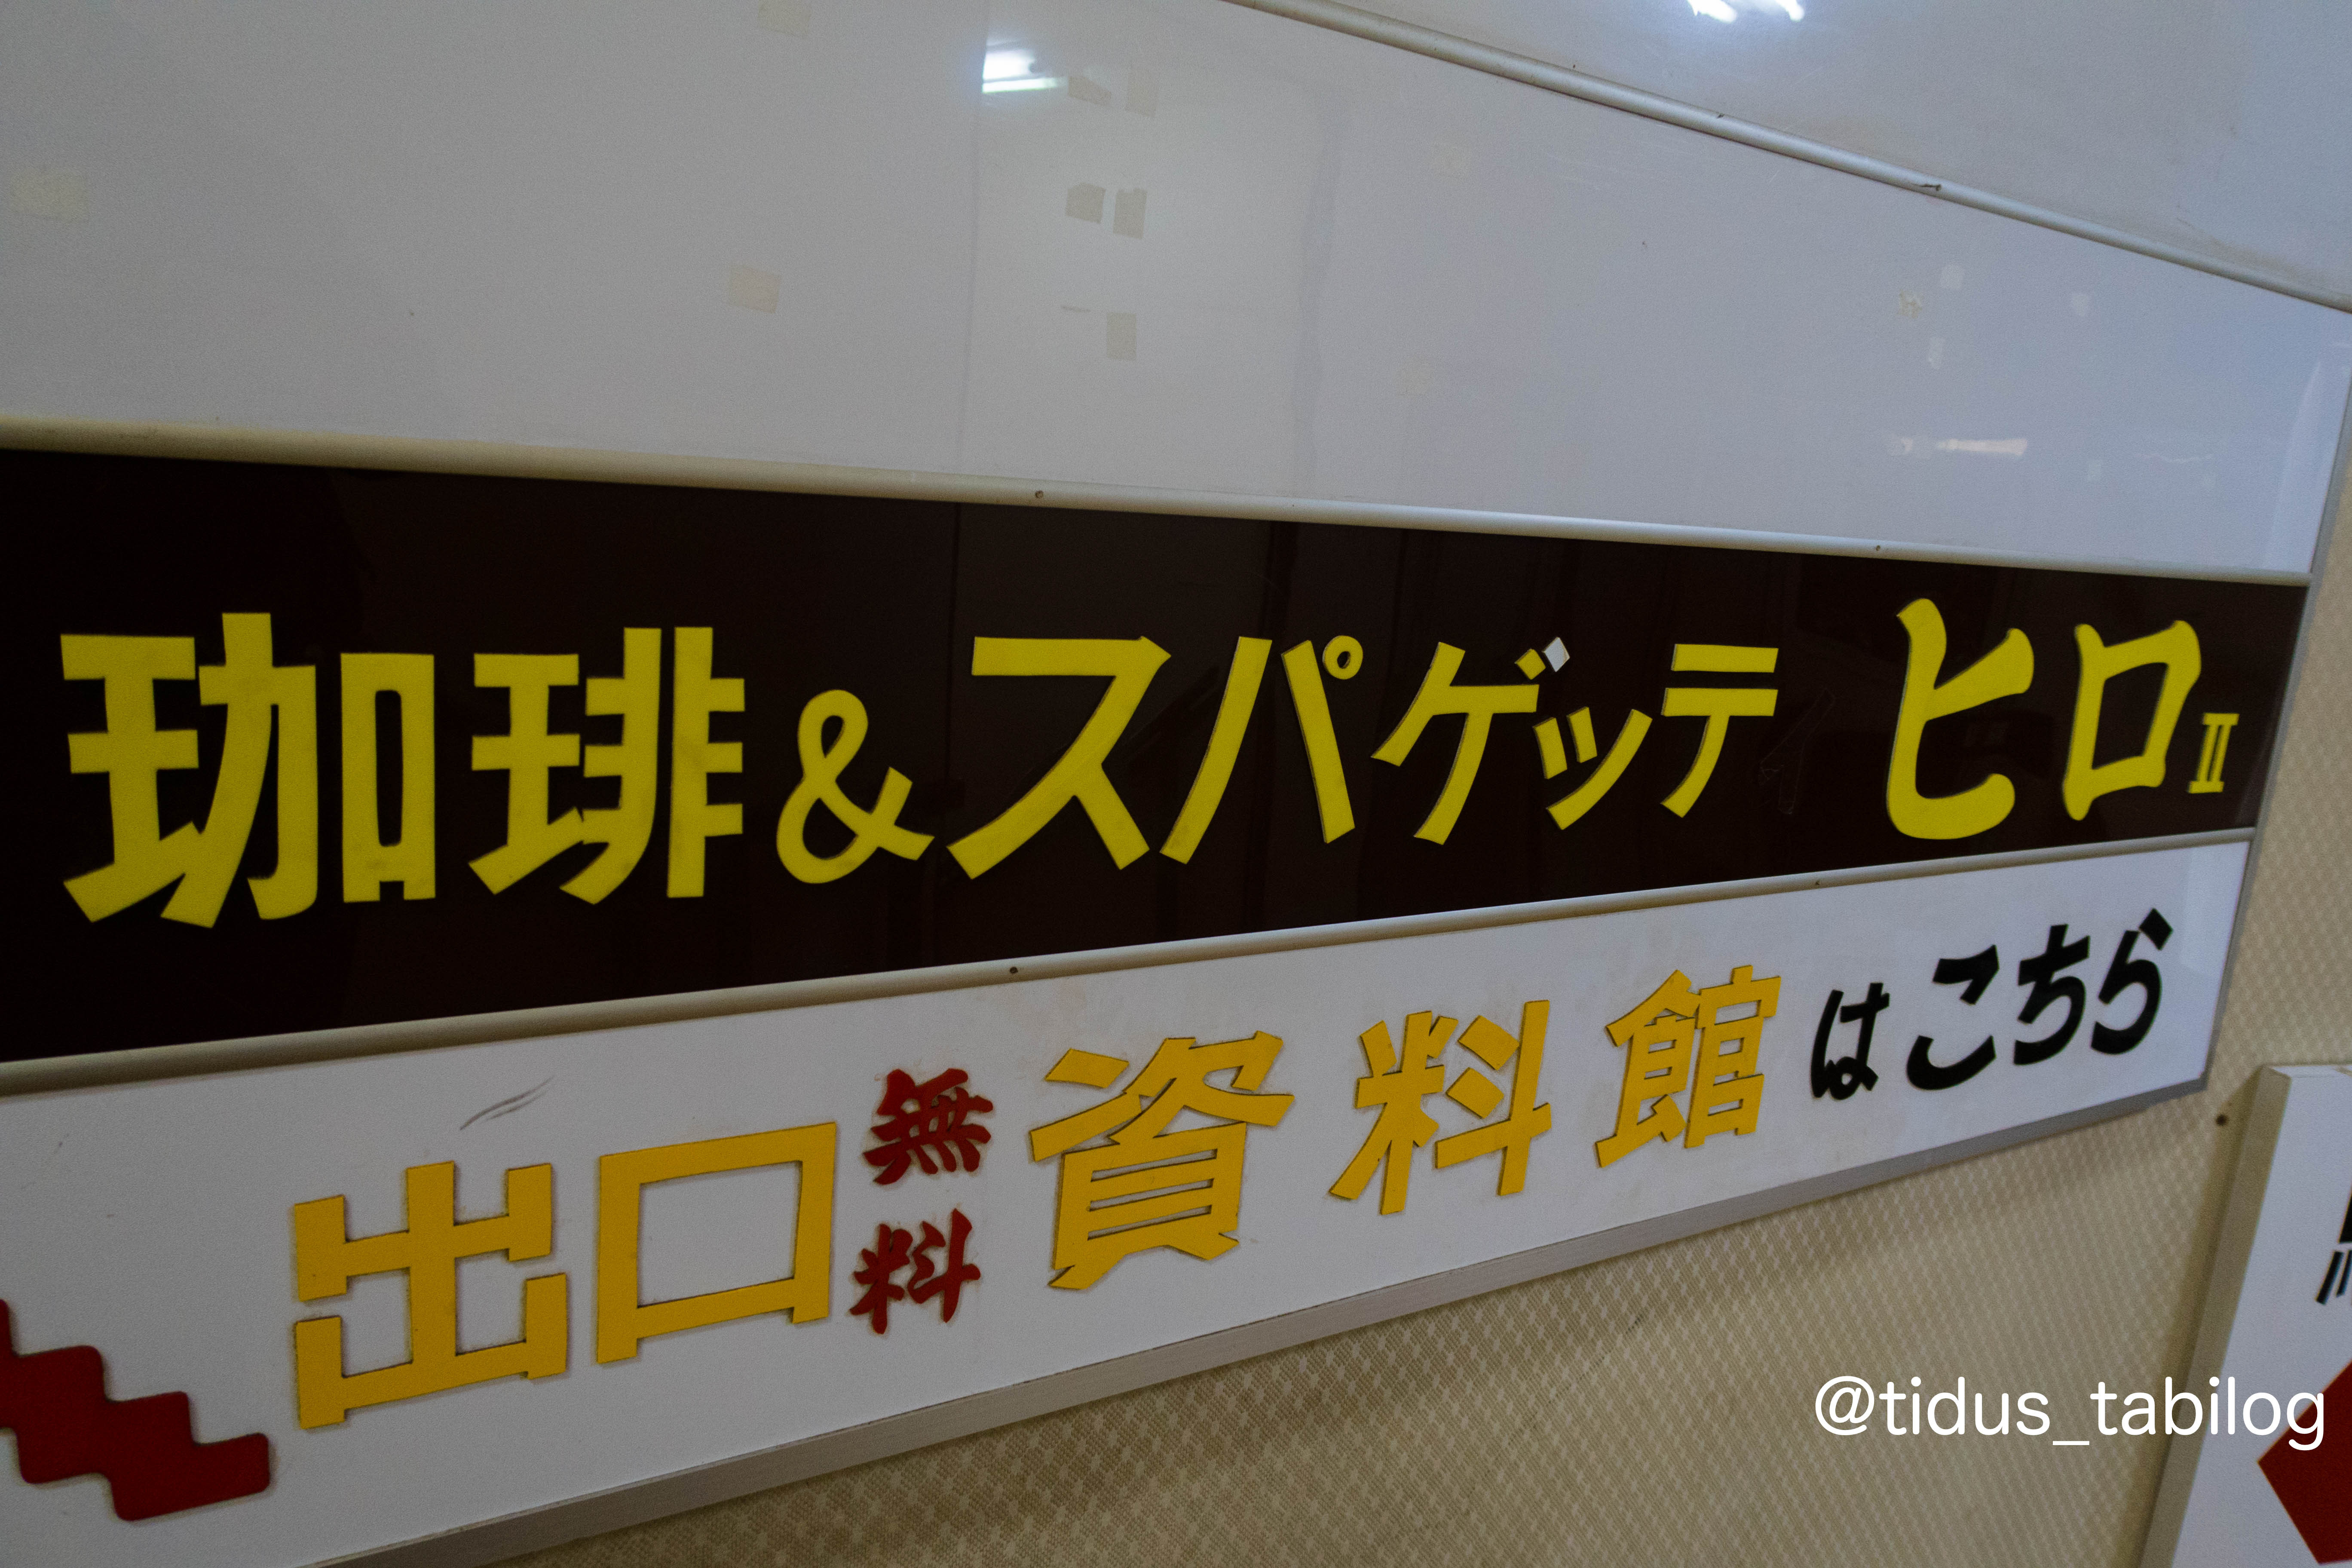 珈琲&スパゲッテ ヒロⅡ
出口無料資料館はこちら
@tidus_tabilog